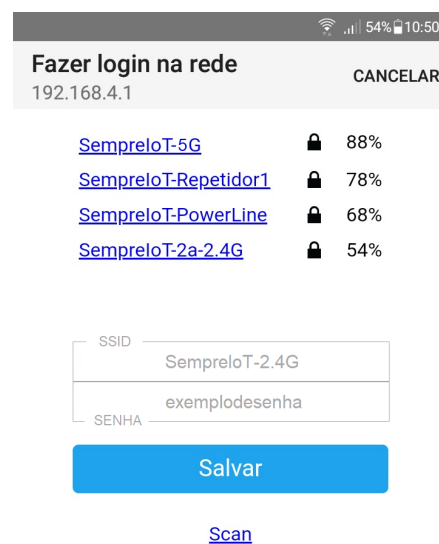 54% 10:50
Fazer login na rede
CANCELAR
192.168.4.1
SempreIoT-5G 88%
SempreIoT-Repetidor1 78%
SempreIoT-PowerLine 68%
SempreIoT-2a-2.4G 54%
SSID
SempreIoT-2.4G
exemplodesenha
SENHA
Salvar
Scan